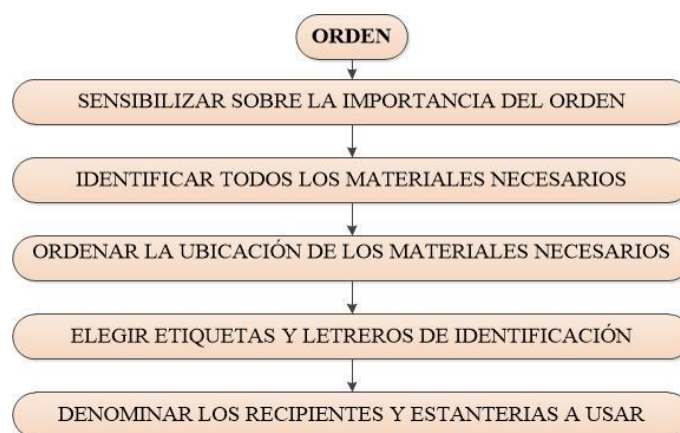 ORDEN
SENSIBILIZAR SOBRE LA IMPORTANCIA DEL ORDEN
IDENTIFICAR TODOS LOS MATERIALES NECESARIOS
ORDENAR LA UBICACIÓN DE LOS MATERIALES NECESARIOS
ELEGIR ETIQUETAS Y LETREROS DE IDENTIFICACIÓN
DENOMINAR LOS RECIPIENTES Y ESTANTERIAS A USAR